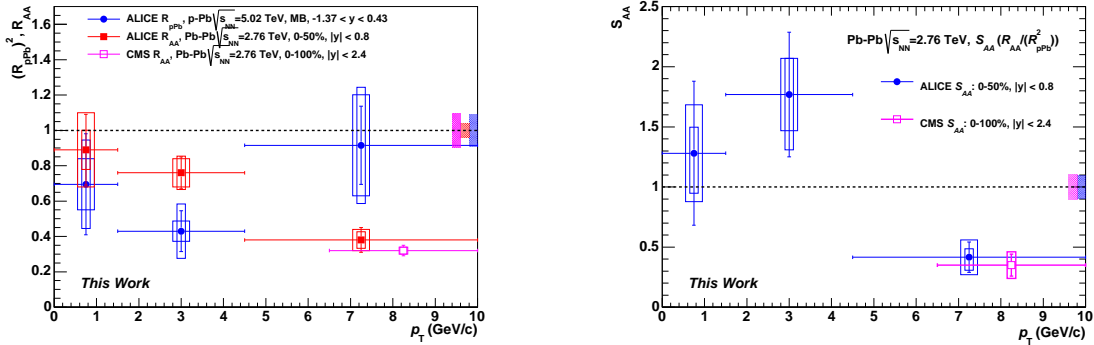 (R_pPb)², R_AA
1.6
1.4
1.2
1
0.8
0.6
0.4
0.2
0
ALICE R_pPb, p-Pb√s_NN=5.02 TeV, MB, -1.37 < y < 0.43
ALICE R_AA, Pb-Pb√s_NN=2.76 TeV, 0-50%, |y| < 0.8
CMS R_AA, Pb-Pb√s_NN=2.76 TeV, 0-100%, |y| < 2.4
This Work
0 1 2 3 4 5 6 7 8 9 10
p_T (GeV/c)
S_AA
2.5
2
1.5
1
0.5
0
Pb-Pb√s_NN=2.76 TeV, S_AA (R_AA/(R²_pPb))
ALICE S_AA: 0-50%, |y| < 0.8
CMS S_AA: 0-100%, |y| < 2.4
This Work
0 1 2 3 4 5 6 7 8 9 10
p_T (GeV/c)